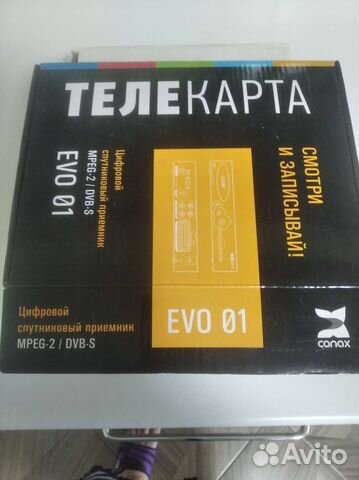 ТЕЛЕКАРТА
Цифровой
спутниковый приемник
MPEG-2 / DVB-S
EVO 01
СМОТРИ
И ЗАПИСЫВАЙ!
Цифровой
спутниковый приемник
MPEG-2 / DVB-S
EVO 01
canax
Avito